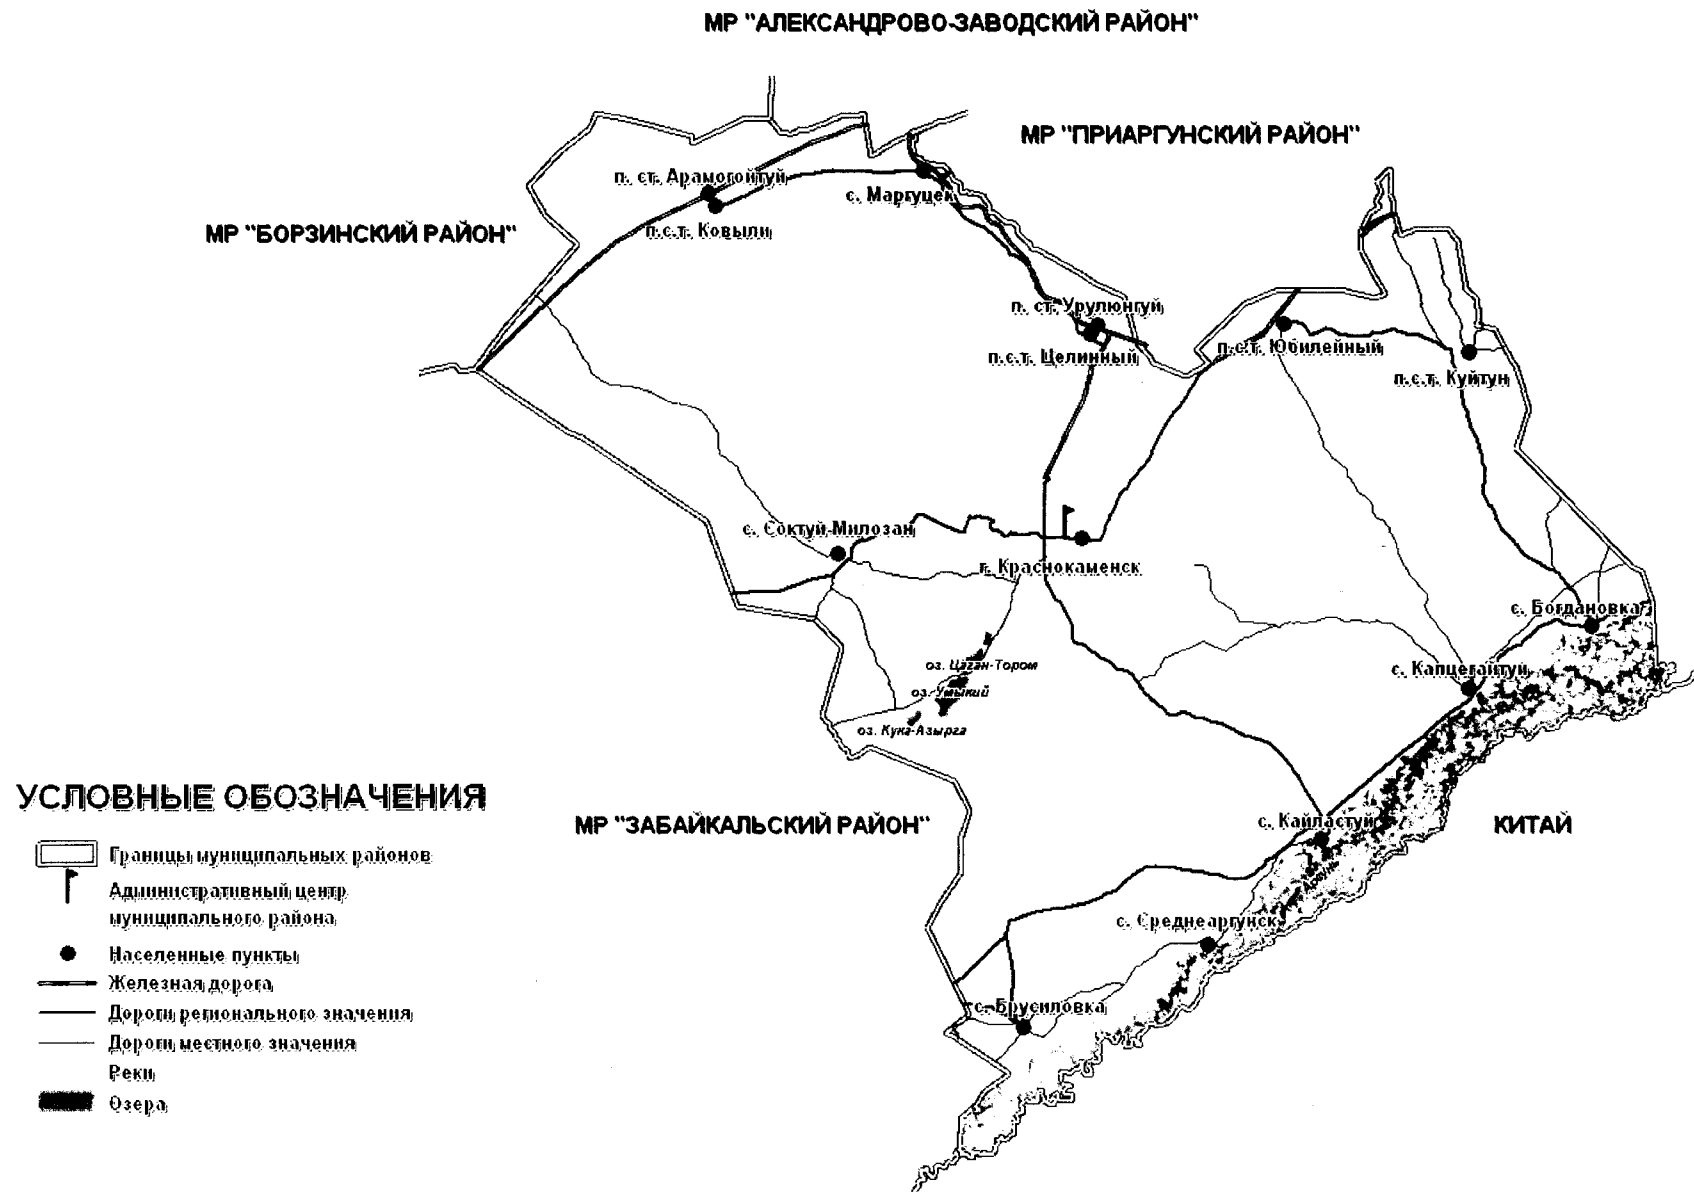 МР "АЛЕКСАНДРОВО-ЗАВОДСКИЙ РАЙОН"
МР "ПРИАРГУНСКИЙ РАЙОН"
п. ст. Арамогойтуй
с. Маргуцек
МР "БОРЗИНСКИЙ РАЙОН"
п.с.т. Ковыли
п. ст. Урулюнгуй
п.с.т. Целинный
п.с.т. Юбилейный
п.с.т. Куйтун
с. Соктуй-Милозан
г. Краснокаменск
с. Богдановка
оз. Цаган-Тором
с. Капцегайтуй
оз. Умыкий
оз. Кука-Азырга
УСЛОВНЫЕ ОБОЗНАЧЕНИЯ
МР "ЗАБАЙКАЛЬСКИЙ РАЙОН"
с. Кайластуй
КИТАЙ
Границы муниципальных районов
Аргунь
Административный центр
муниципального района
с. Среднеаргунск
Населенные пункты
Железная дорога
с. Брусиловка
Дороги регионального значения
Дороги местного значения
Реки
Озера